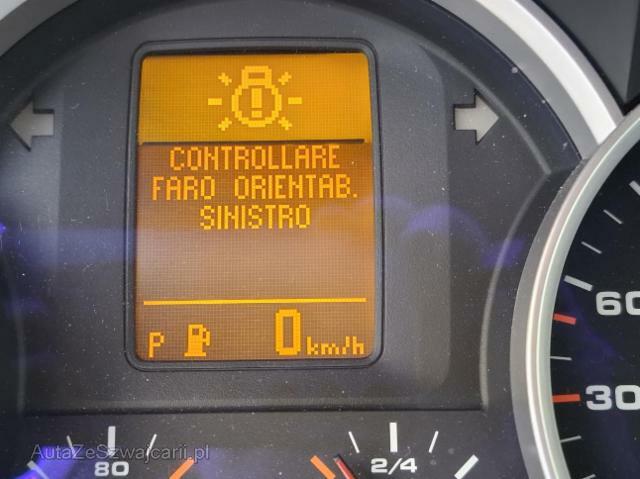 CONTROLLARE
FARO ORIENTAB.
SINISTRO
P 0 km/h
60
30
80
2/4
AutaZeSzwajcarii.pl